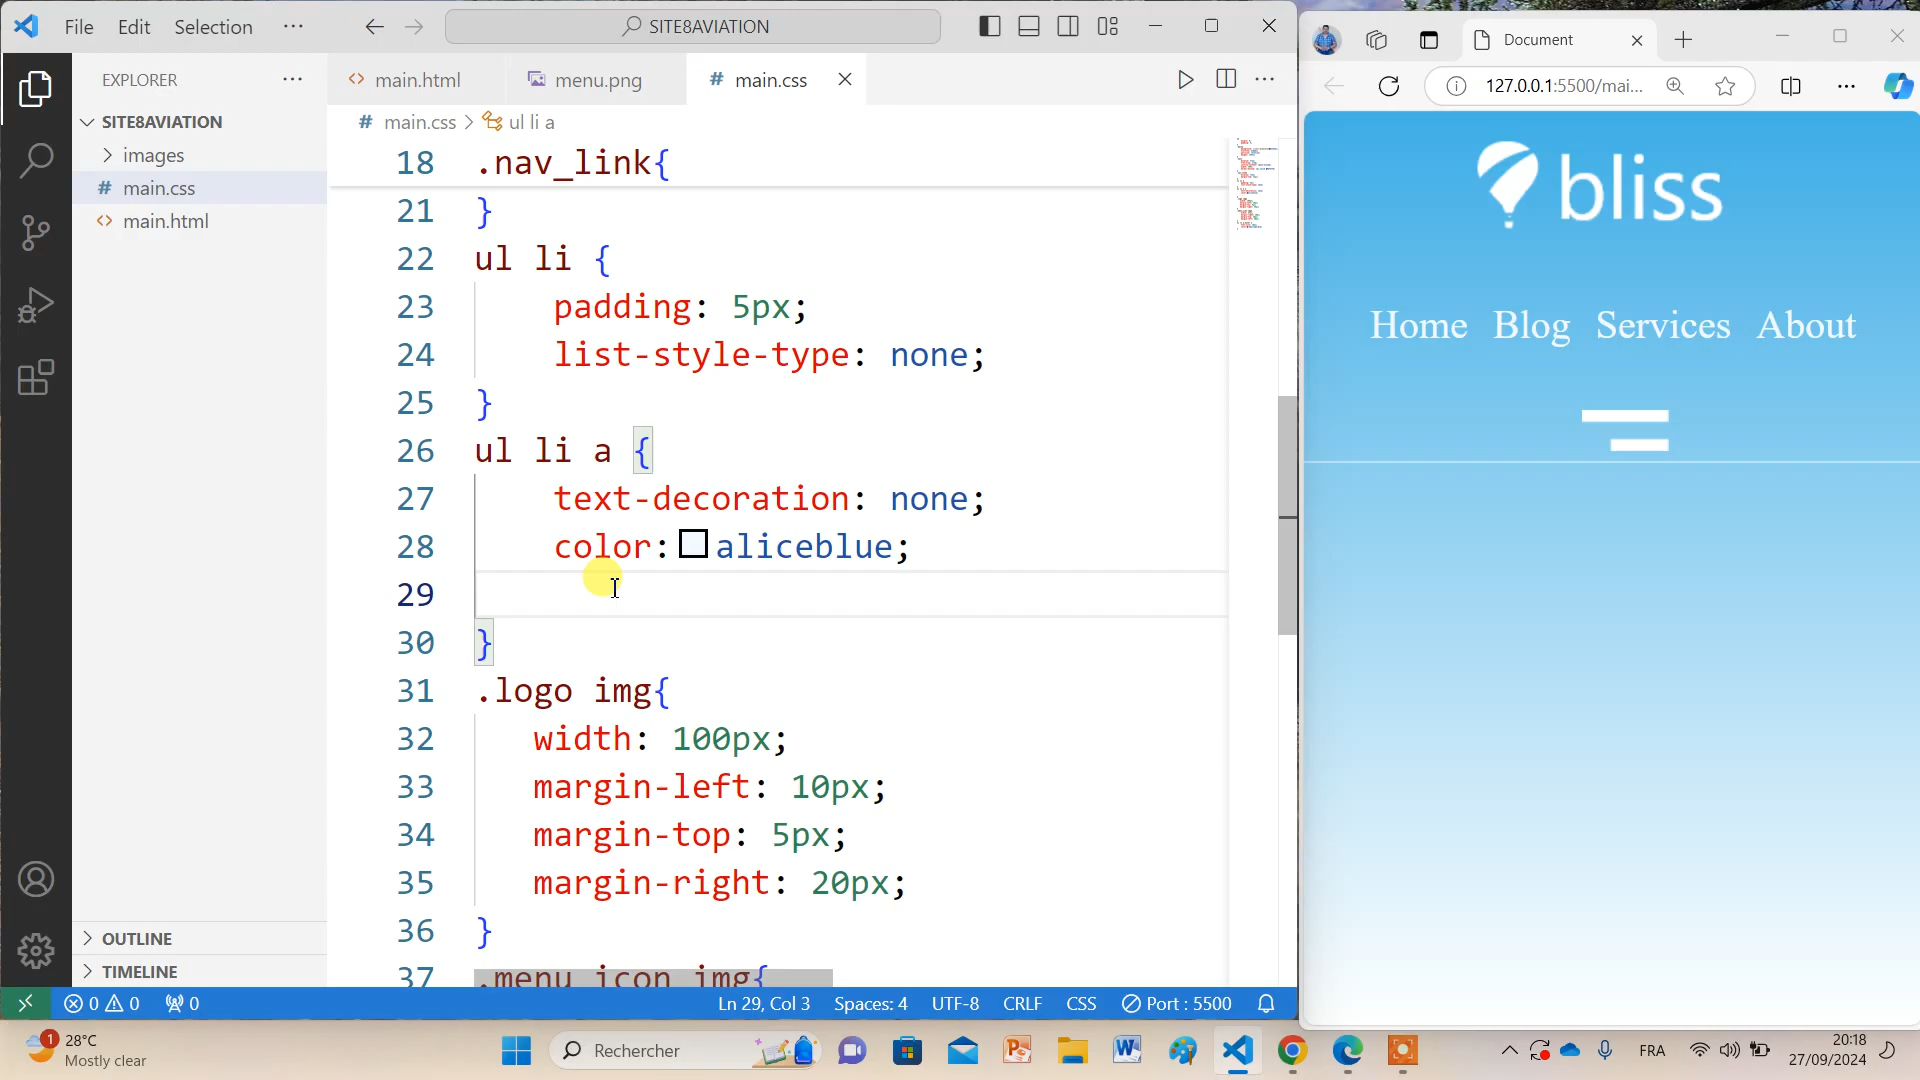 File Edit Selection ··· SITE8AVIATION
Document
127.0.0.1:5500/mai...
EXPLORER ···
main.html
menu.png
main.css
SITE8AVIATION
images
main.css
main.html
main.css > ul li a
18 .nav_link{
21 }
22 ul li {
23 padding: 5px;
24 list-style-type: none;
25 }
26 ul li a {
27 text-decoration: none;
28 color: aliceblue;
29
30 }
31 .logo img{
32 width: 100px;
33 margin-left: 10px;
34 margin-top: 5px;
35 margin-right: 20px;
36 }
37 .menu_icon img{
bliss
Home Blog Services About
OUTLINE
TIMELINE
0 0 0
Ln 29, Col 3 Spaces: 4 UTF-8 CRLF CSS Port : 5500
1
28°C
Mostly clear
Rechercher
FRA
20:18
27/09/2024